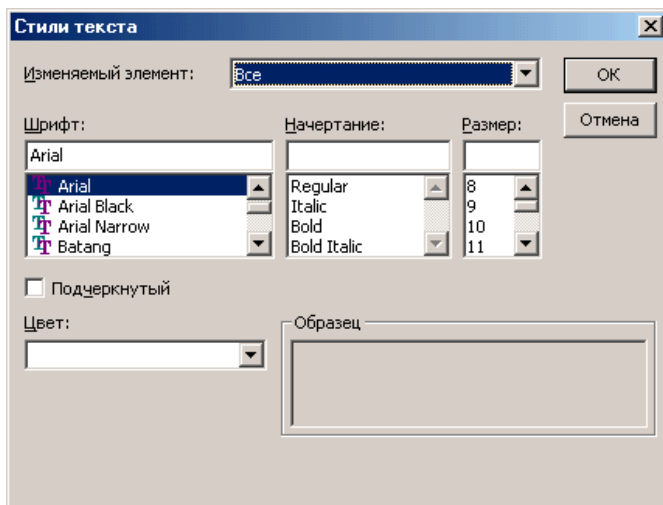 Стили текста
Изменяемый элемент: Все
ОК
Отмена
Шрифт: Начертание: Размер:
Arial
Arial Regular 8
Arial Black Italic 9
Arial Narrow Bold 10
Batang Bold Italic 11
Подчеркнутый
Цвет: Образец